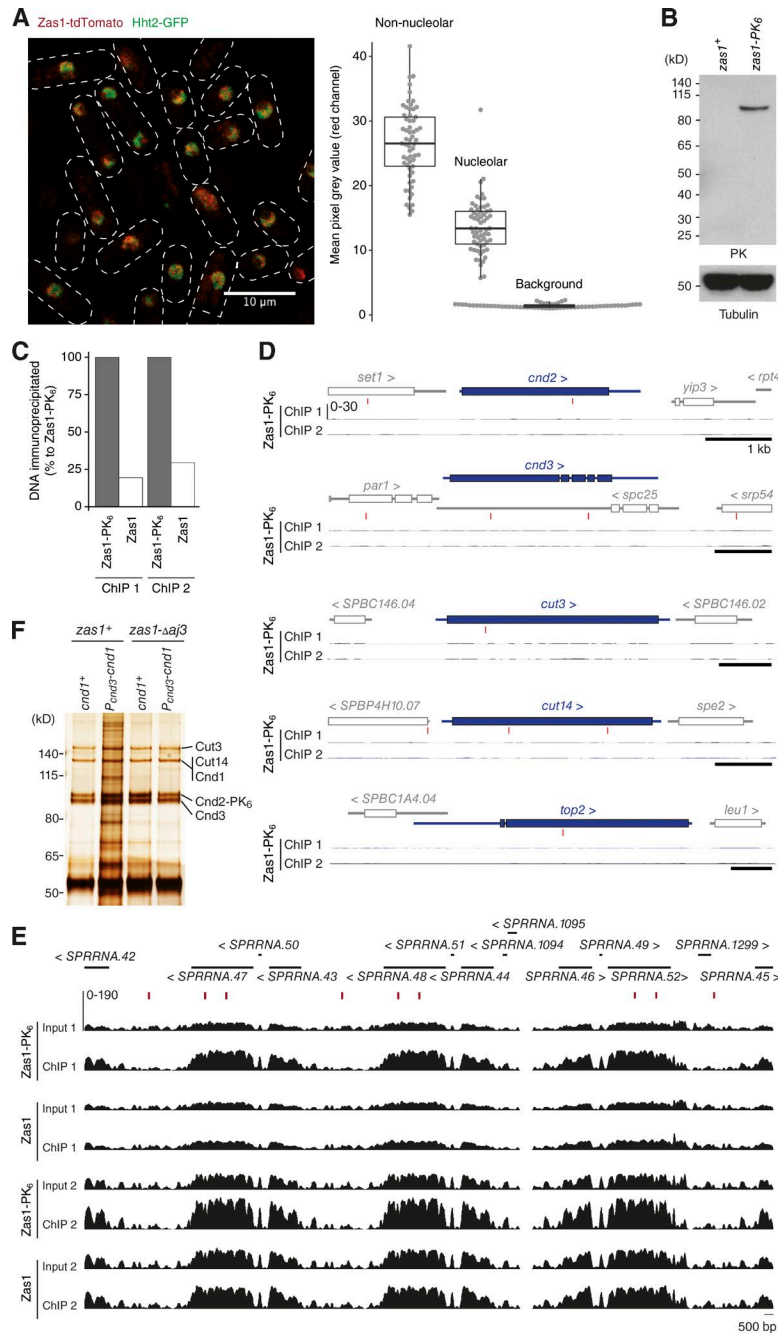 A
Zas1-tdTomato Hht2-GFP
10 µm
Mean pixel grey value (red channel)
40
30
20
10
0
Non-nucleolar
Nucleolar
Background
B
zas1+
zas1-PK6
(kD)
140
115
80
65
50
40
30
25
PK
50
Tubulin
C
DNA immunoprecipitated
(% to Zas1-PK6)
100
75
50
25
0
Zas1-PK6
Zas1
Zas1-PK6
Zas1
ChIP 1
ChIP 2
D
set1 >
cnd2 >
yip3 >
< rpt4
Zas1-PK6
0-30
ChIP 1
ChIP 2
1 kb
cnd3 >
par1 >
< spc25
< srp54
Zas1-PK6
ChIP 1
ChIP 2
< SPBC146.04
cut3 >
< SPBC146.02
Zas1-PK6
ChIP 1
ChIP 2
< SPBP4H10.07
cut14 >
spe2 >
Zas1-PK6
ChIP 1
ChIP 2
< SPBC1A4.04
top2 >
leu1 >
Zas1-PK6
ChIP 1
ChIP 2
F
zas1+
zas1-Δaj3
cnd1+
Pcnd3-cnd1
cnd1+
Pcnd3-cnd1
(kD)
140
115
80
65
50
Cut3
Cut14
Cnd1
Cnd2-PK6
Cnd3
E
< SPRRNA.42
< SPRRNA.50
< SPRRNA.51
< SPRRNA.1095
< SPRRNA.1094
SPRRNA.49 >
SPRRNA.1299 >
< SPRRNA.47
< SPRRNA.43
< SPRRNA.48
< SPRRNA.44
SPRRNA.46 >
SPRRNA.52>
SPRRNA.45 >
0-190
Zas1-PK6
Input 1
ChIP 1
Zas1
Input 1
ChIP 1
Zas1-PK6
Input 2
ChIP 2
Zas1
Input 2
ChIP 2
500 bp